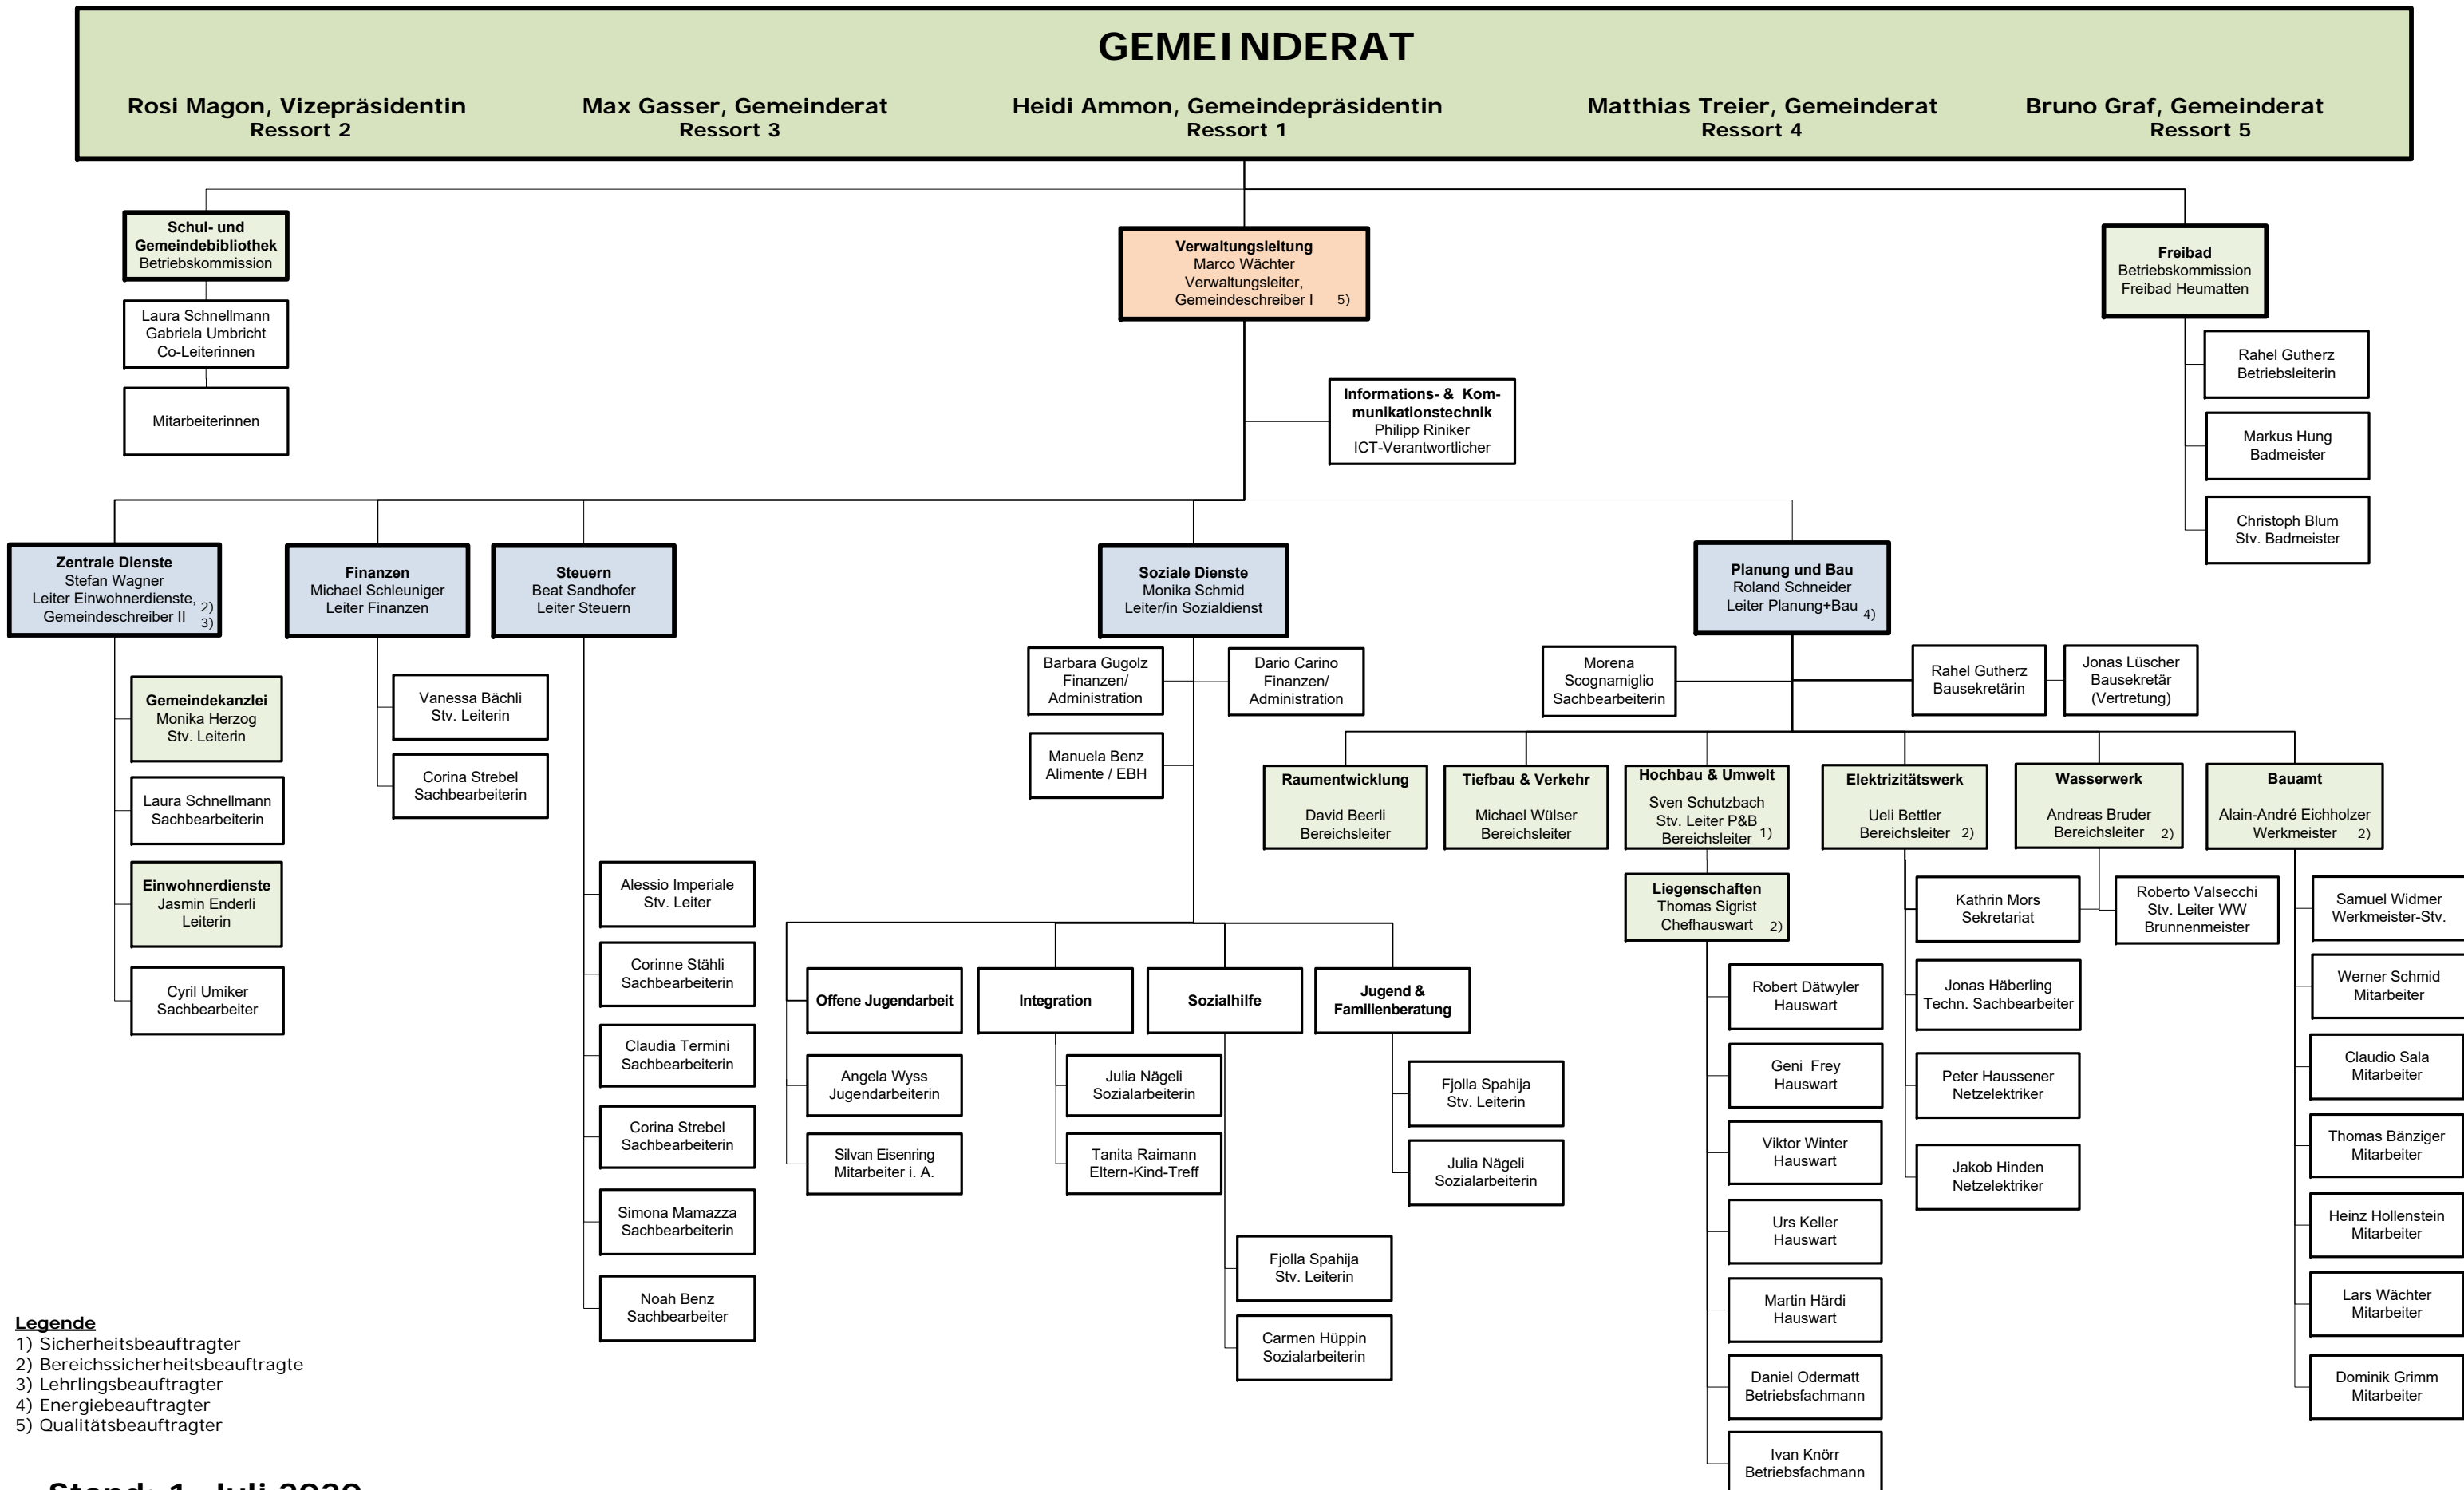 GEMEINDERAT
Rosi Magon, Vizepräsidentin
Ressort 2
Max Gasser, Gemeinderat
Ressort 3
Heidi Ammon, Gemeindepräsidentin
Ressort 1
Matthias Treier, Gemeinderat
Ressort 4
Bruno Graf, Gemeinderat
Ressort 5
Schul- und
Gemeindebibliothek
Betriebskommission
Laura Schnellmann
Gabriela Umbricht
Co-Leiterinnen
Mitarbeiterinnen
Verwaltungsleitung
Marco Wächter
Verwaltungsleiter,
Gemeindeschreiber I 5)
Informations- & Kom-
munikationstechnik
Philipp Riniker
ICT-Verantwortlicher
Freibad
Betriebskommission
Freibad Heumatten
Rahel Gutherz
Betriebsleiterin
Markus Hung
Badmeister
Christoph Blum
Stv. Badmeister
Zentrale Dienste
Stefan Wagner
Leiter Einwohnerdienste, 2)
Gemeindeschreiber II 3)
Gemeindekanzlei
Monika Herzog
Stv. Leiterin
Laura Schnellmann
Sachbearbeiterin
Einwohnerdienste
Jasmin Enderli
Leiterin
Cyril Umiker
Sachbearbeiter
Finanzen
Michael Schleuniger
Leiter Finanzen
Vanessa Bächli
Stv. Leiterin
Corina Strebel
Sachbearbeiterin
Steuern
Beat Sandhofer
Leiter Steuern
Alessio Imperiale
Stv. Leiter
Corinne Stähli
Sachbearbeiterin
Claudia Termini
Sachbearbeiterin
Corina Strebel
Sachbearbeiterin
Simona Mamazza
Sachbearbeiterin
Noah Benz
Sachbearbeiter
Soziale Dienste
Monika Schmid
Leiter/in Sozialdienst
Barbara Gugolz
Finanzen/
Administration
Dario Carino
Finanzen/
Administration
Manuela Benz
Alimente / EBH
Offene Jugendarbeit
Angela Wyss
Jugendarbeiterin
Silvan Eisenring
Mitarbeiter i. A.
Integration
Julia Nägeli
Sozialarbeiterin
Tanita Raimann
Eltern-Kind-Treff
Sozialhilfe
Fjolla Spahija
Stv. Leiterin
Carmen Hüppin
Sozialarbeiterin
Jugend &
Familienberatung
Fjolla Spahija
Stv. Leiterin
Julia Nägeli
Sozialarbeiterin
Planung und Bau
Roland Schneider
Leiter Planung+Bau 4)
Morena
Scognamiglio
Sachbearbeiterin
Rahel Gutherz
Bausekretärin
Jonas Lüscher
Bausekretär
(Vertretung)
Raumentwicklung
David Beerli
Bereichsleiter
Tiefbau & Verkehr
Michael Wülser
Bereichsleiter
Hochbau & Umwelt
Sven Schutzbach
Stv. Leiter P&B
Bereichsleiter 1)
Liegenschaften
Thomas Sigrist
Chefhauswart 2)
Robert Dätwyler
Hauswart
Geni Frey
Hauswart
Viktor Winter
Hauswart
Urs Keller
Hauswart
Martin Härdi
Hauswart
Daniel Odermatt
Betriebsfachmann
Ivan Knörr
Betriebsfachmann
Elektrizitätswerk
Ueli Bettler
Bereichsleiter 2)
Kathrin Mors
Sekretariat
Jonas Häberling
Techn. Sachbearbeiter
Peter Haussener
Netzelektriker
Jakob Hinden
Netzelektriker
Wasserwerk
Andreas Bruder
Bereichsleiter 2)
Roberto Valsecchi
Stv. Leiter WW
Brunnenmeister
Bauamt
Alain-André Eichholzer
Werkmeister 2)
Samuel Widmer
Werkmeister-Stv.
Werner Schmid
Mitarbeiter
Claudio Sala
Mitarbeiter
Thomas Bänziger
Mitarbeiter
Heinz Hollenstein
Mitarbeiter
Lars Wächter
Mitarbeiter
Dominik Grimm
Mitarbeiter
Legende
1) Sicherheitsbeauftragter
2) Bereichssicherheitsbeauftragte
3) Lehrlingsbeauftragter
4) Energiebeauftragter
5) Qualitätsbeauftragter
Stand: 1. Juli 2020